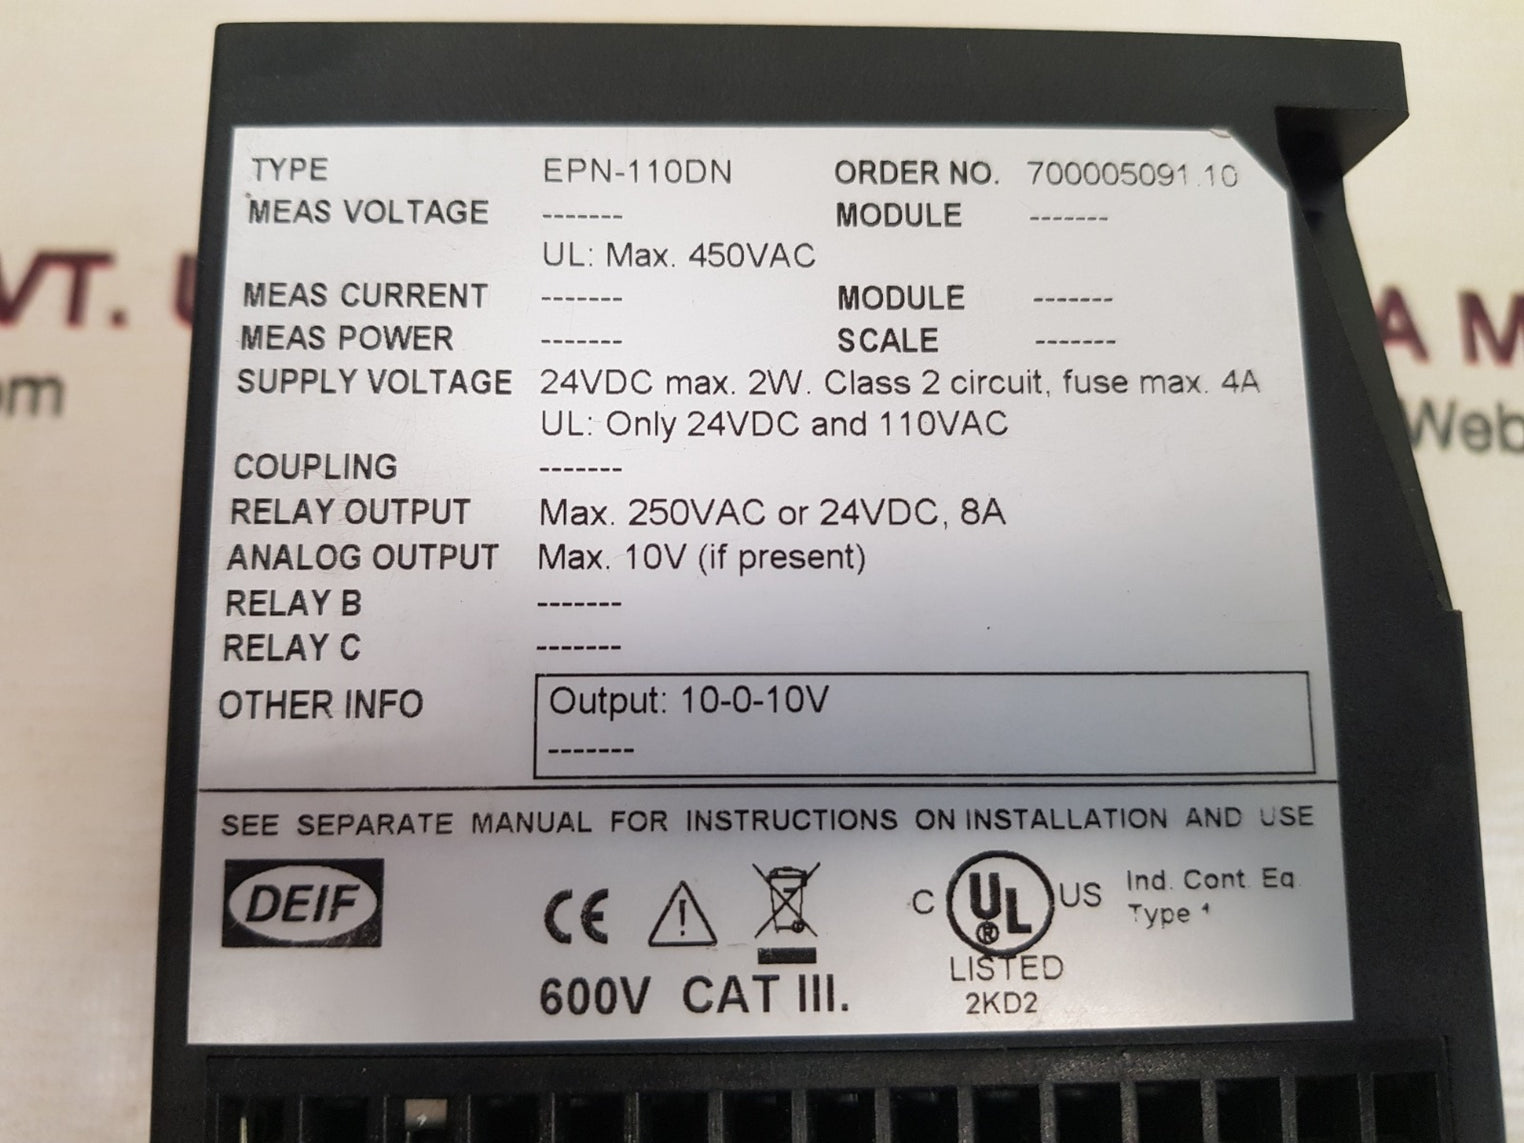 TYPE EPN-110DN ORDER NO. 700005091.10
MEAS VOLTAGE ------- MODULE -------
UL: Max. 450VAC
MEAS CURRENT ------- MODULE -------
MEAS POWER ------- SCALE -------
SUPPLY VOLTAGE 24VDC max. 2W. Class 2 circuit, fuse max. 4A
UL: Only 24VDC and 110VAC
COUPLING -------
RELAY OUTPUT Max. 250VAC or 24VDC, 8A
ANALOG OUTPUT Max. 10V (if present)
RELAY B -------
RELAY C -------
OTHER INFO Output: 10-0-10V
-------
SEE SEPARATE MANUAL FOR INSTRUCTIONS ON INSTALLATION AND USE
DEIF
CE
600V CAT III.
C UL ® US
LISTED
2KD2
Ind. Cont. Eq.
Type 1
VT. U
om
A M
Web